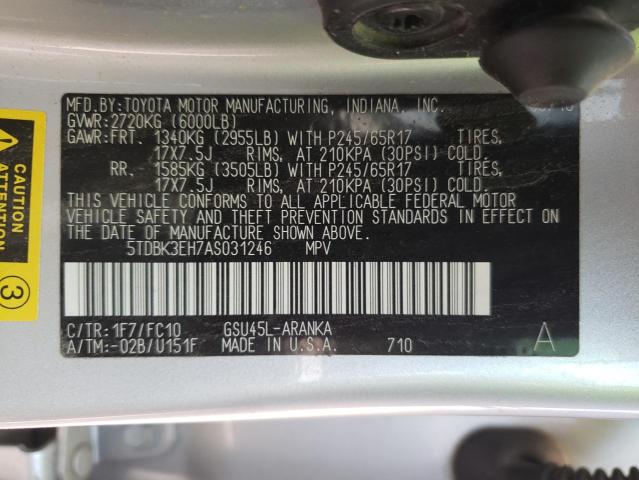 MFD.BY:TOYOTA MOTOR MANUFACTURING, INDIANA, INC.
GVWR:2720KG (6000LB)
GAWR:FRT. 1340KG (2955LB) WITH P245/65R17 TIRES,
17X7.5J RIMS, AT 210KPA (30PSI) COLD.
RR. 1585KG (3505LB) WITH P245/65R17 TIRES,
17X7.5J RIMS, AT 210KPA (30PSI) COLD.
THIS VEHICLE CONFORMS TO ALL APPLICABLE FEDERAL MOTOR
VEHICLE SAFETY AND THEFT PREVENTION STANDARDS IN EFFECT ON
THE DATE OF MANUFACTURE SHOWN ABOVE.
5TDBK3EH7AS031246 MPV
C/TR:1F7/FC10 GSU45L-ARANKA
A/TM:-02B/U151F MADE IN U.S.A. 710 A
CAUTION
ATTENTION
3